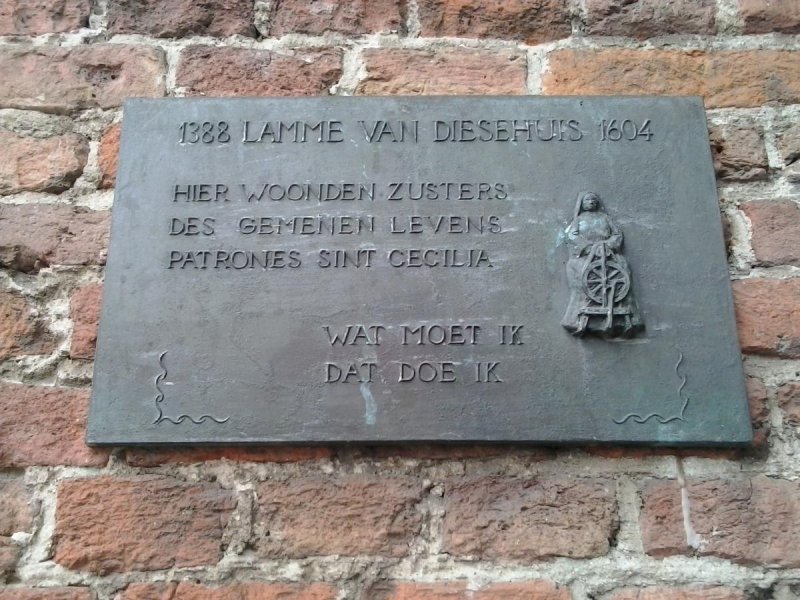 1388 LAMME VAN DIESEHUIS 1604
HIER WOONDEN ZUSTERS
DES GEMENEN LEVENS
PATRONES SINT CECILIA
WAT MOET IK
DAT DOE IK